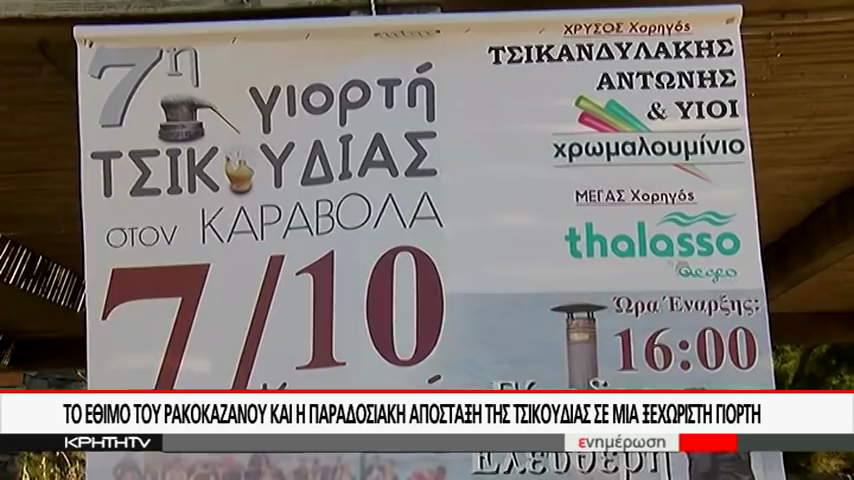 7η γιορτή
ΤΣΙΚΟΥΔΙΑΣ
στον ΚΑΡΑΒΟΛΑ
7/10
ΧΡΥΣΟΣ Χορηγός
ΤΣΙΚΑΝΔΥΛΑΚΗΣ
ΑΝΤΩΝΗΣ
& ΥΙΟΙ
χρωμαλουμίνιο
ΜΕΓΑΣ Χορηγός
thalasso
Ώρα Έναρξης:
16:00
Ελεύθερη
ΤΟ ΕΘΙΜΟ ΤΟΥ ΡΑΚΟΚΑΖΑΝΟΥ ΚΑΙ Η ΠΑΡΑΔΟΣΙΑΚΗ ΑΠΟΣΤΑΞΗ ΤΗΣ ΤΣΙΚΟΥΔΙΑΣ ΣΕ ΜΙΑ ΞΕΧΩΡΙΣΤΗ ΓΙΟΡΤΗ
ΚΡΗΤΗTV
ενημέρωση